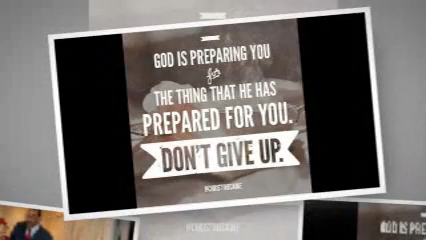 GOD IS PREPARING YOU
for
THE THING THAT HE HAS
PREPARED FOR YOU.
DON'T GIVE UP.